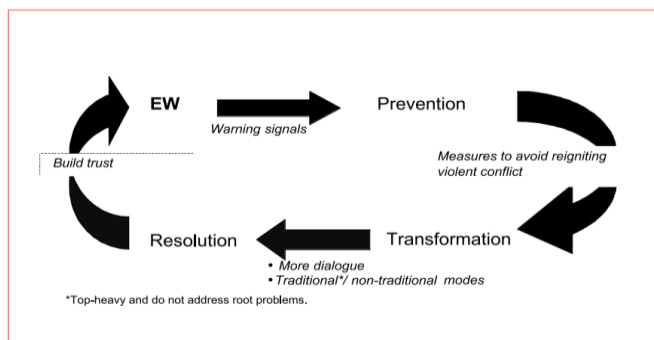 EW
Prevention
Warning signals
Build trust
Measures to avoid reigniting
violent conflict
Resolution
Transformation
• More dialogue
• Traditional*/ non-traditional modes
*Top-heavy and do not address root problems.